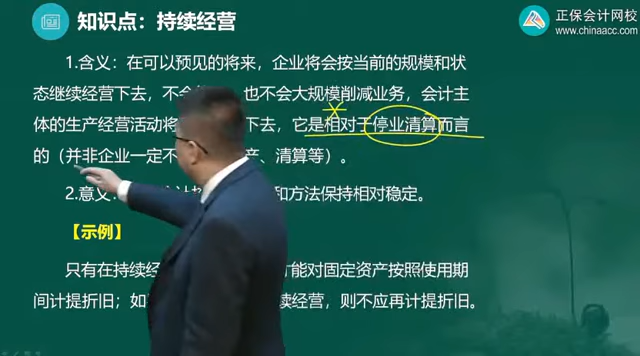 知识点：持续经营
正保会计网校
www.chinaacc.com
1.含义：在可以预见的将来，企业将会按当前的规模和状
态继续经营下去，不会 也不会大规模削减业务，会计主
体的生产经营活动将 下去，它是相对于停业清算而言
的（并非企业一定不 产、清算等）。
2.意义 和方法保持相对稳定。
【示例】
只有在持续经 才能对固定资产按照使用期
间计提折旧；如 续经营，则不应再计提折旧。